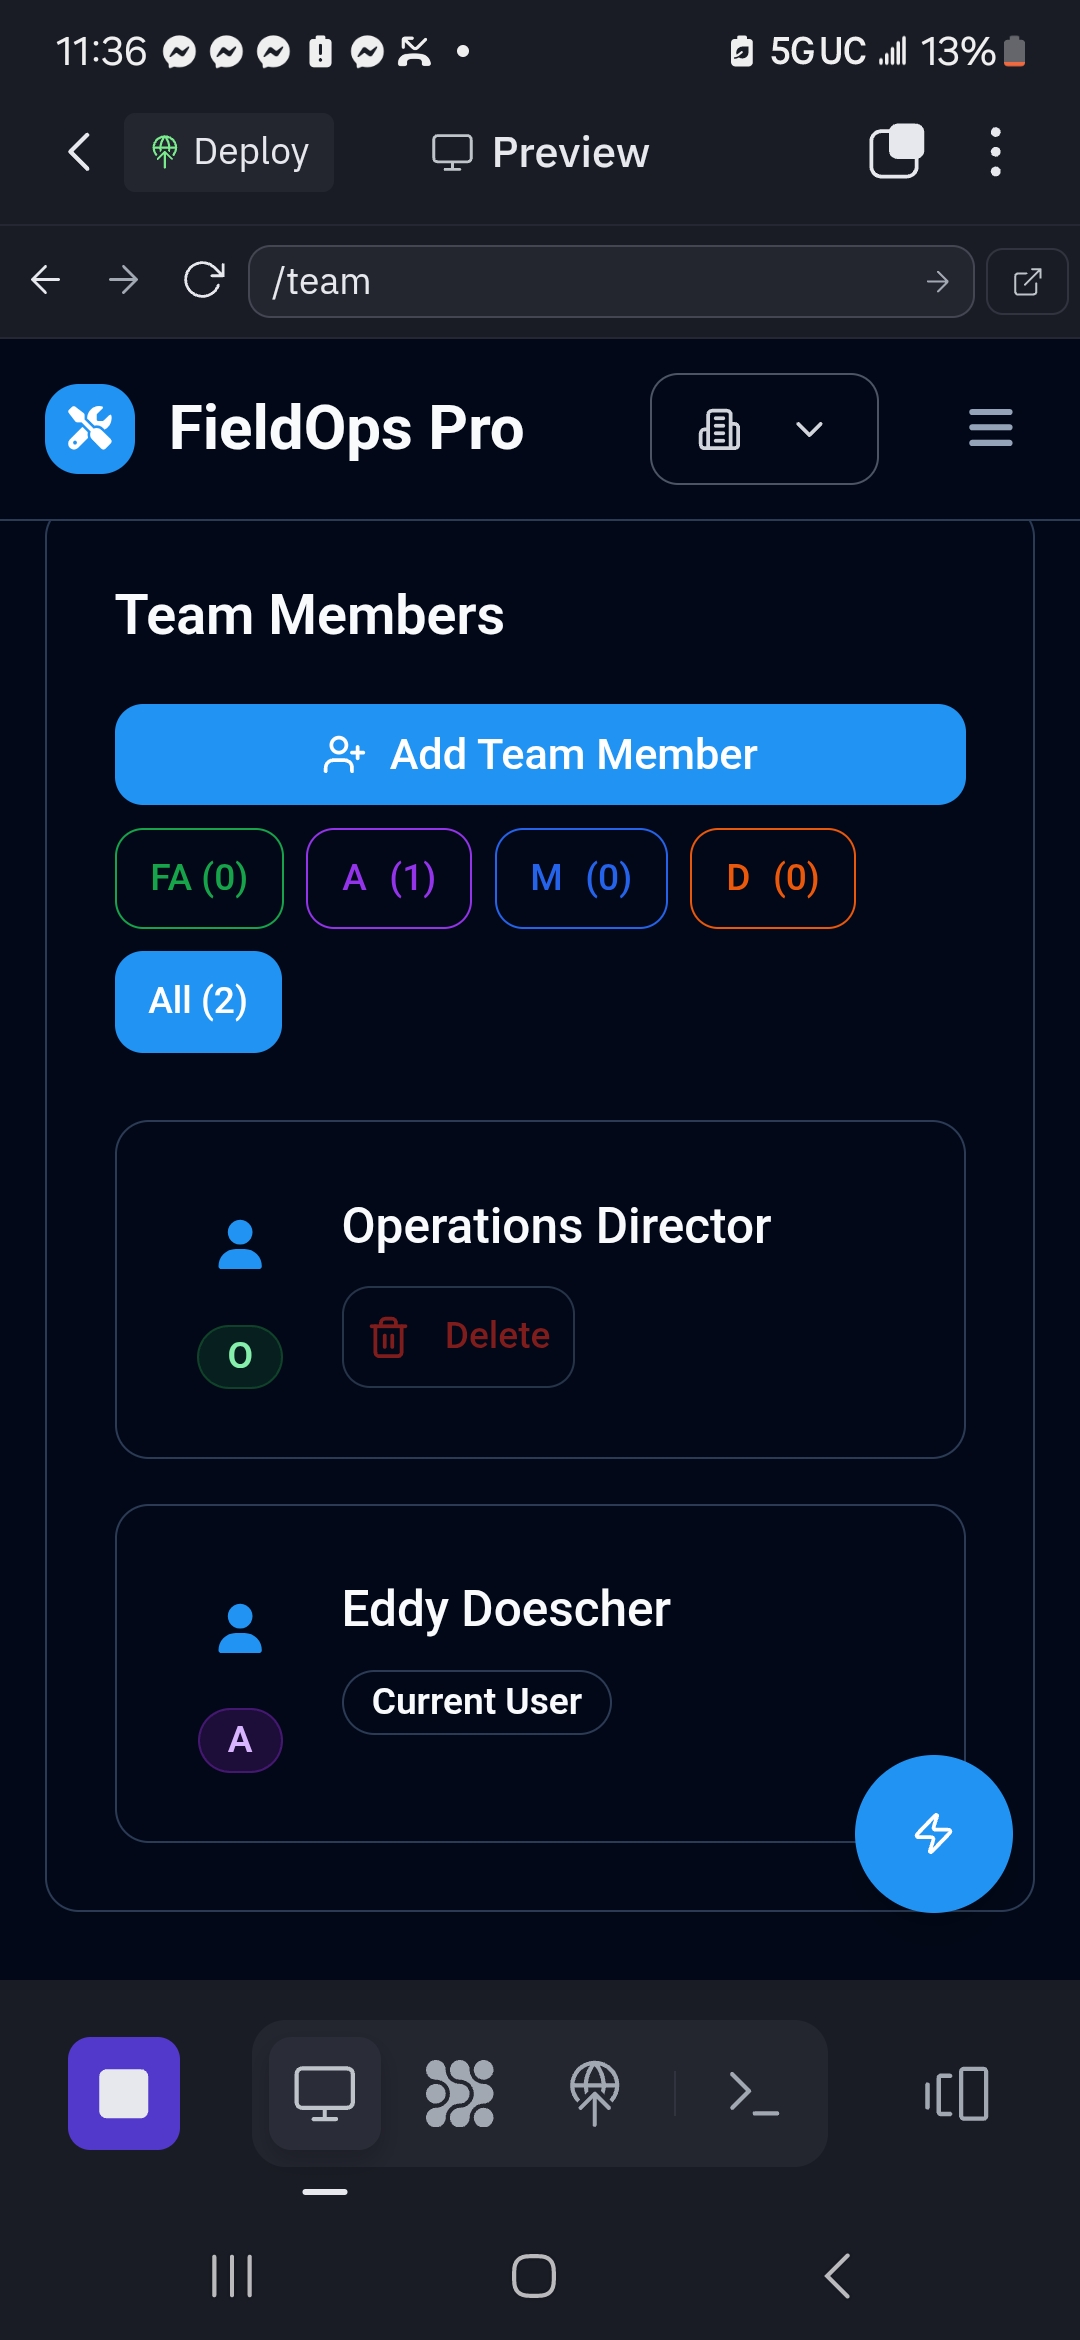 11:36 5G UC 13%
Deploy Preview
/team
FieldOps Pro
Team Members
Add Team Member
FA (0) A (1) M (0) D (0)
All (2)
Operations Director
Delete
O
Eddy Doescher
Current User
A